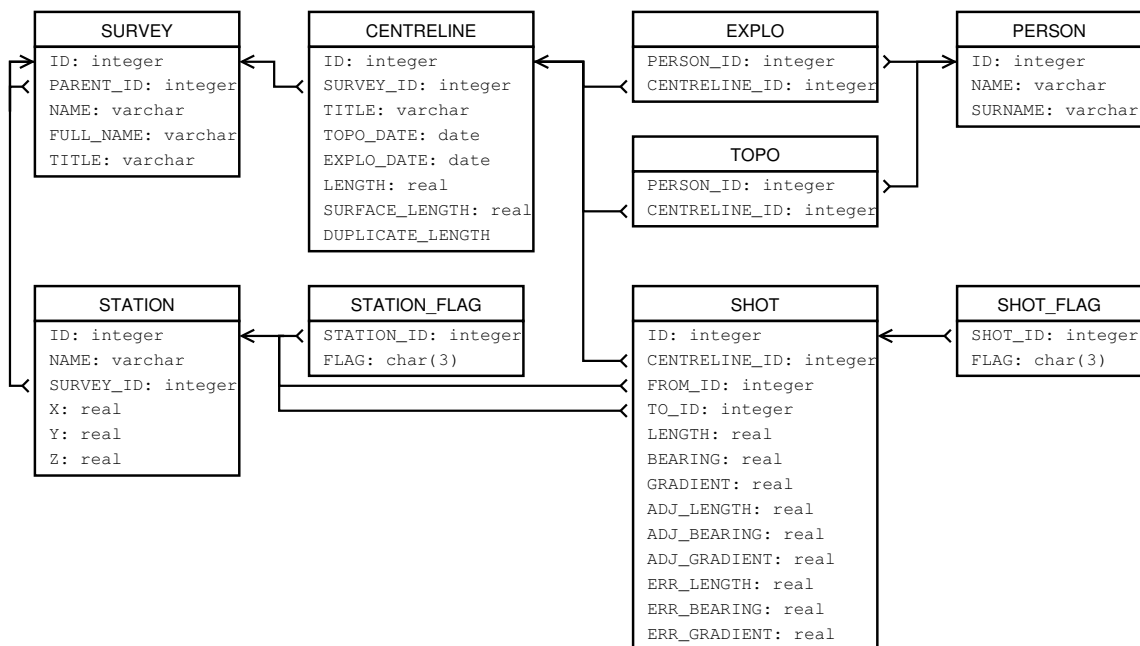 SURVEY
ID: integer
PARENT_ID: integer
NAME: varchar
FULL_NAME: varchar
TITLE: varchar
CENTRELINE
ID: integer
SURVEY_ID: integer
TITLE: varchar
TOPO_DATE: date
EXPLO_DATE: date
LENGTH: real
SURFACE_LENGTH: real
DUPLICATE_LENGTH
EXPLO
PERSON_ID: integer
CENTRELINE_ID: integer
PERSON
ID: integer
NAME: varchar
SURNAME: varchar
TOPO
PERSON_ID: integer
CENTRELINE_ID: integer
STATION
ID: integer
NAME: varchar
SURVEY_ID: integer
X: real
Y: real
Z: real
STATION_FLAG
STATION_ID: integer
FLAG: char(3)
SHOT
ID: integer
CENTRELINE_ID: integer
FROM_ID: integer
TO_ID: integer
LENGTH: real
BEARING: real
GRADIENT: real
ADJ_LENGTH: real
ADJ_BEARING: real
ADJ_GRADIENT: real
ERR_LENGTH: real
ERR_BEARING: real
ERR_GRADIENT: real
SHOT_FLAG
SHOT_ID: integer
FLAG: char(3)